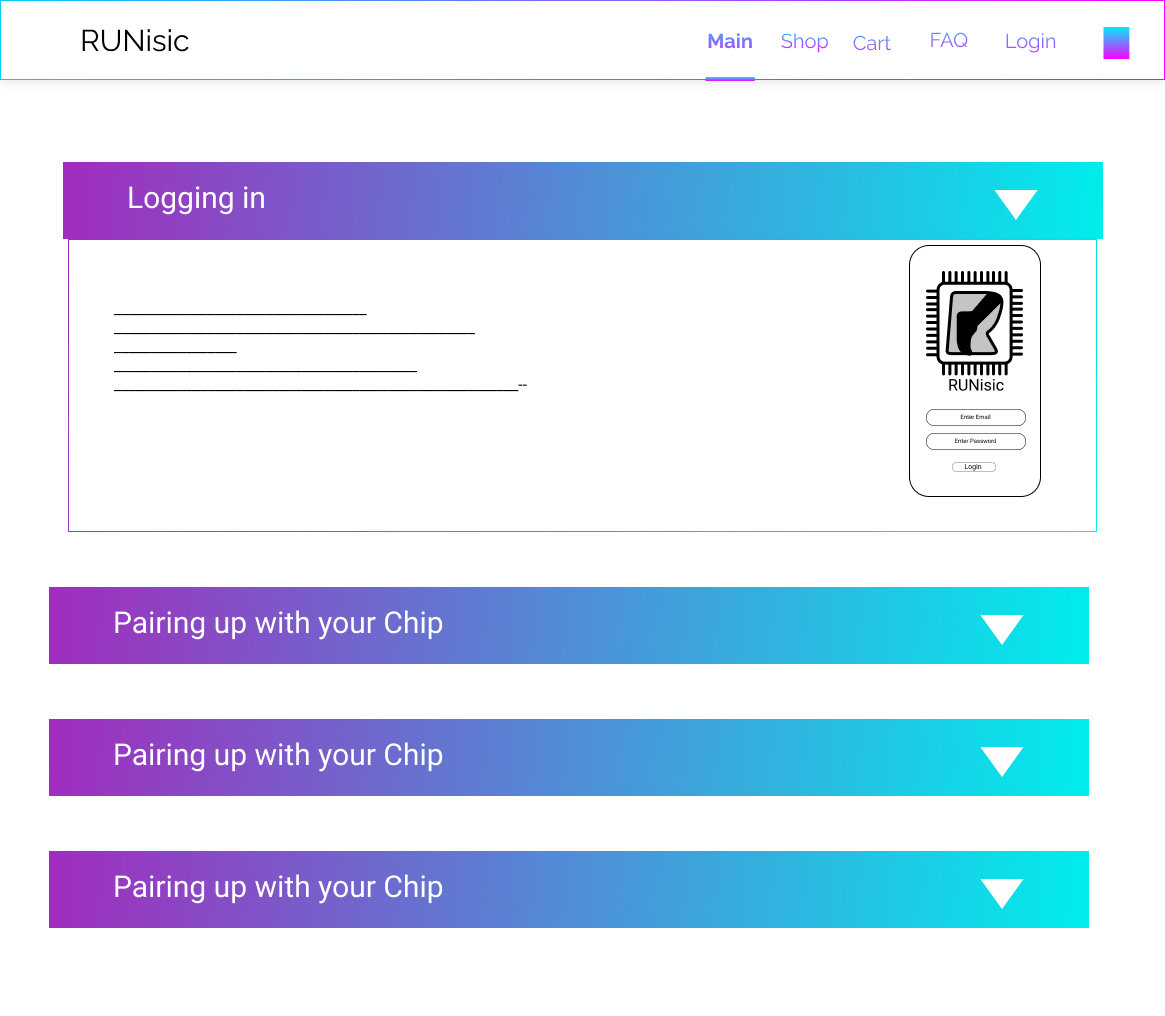 RUNisic
Main Shop Cart FAQ Login
Logging in
RUNisic
Enter Email
Enter Password
Login
Pairing up with your Chip
Pairing up with your Chip
Pairing up with your Chip